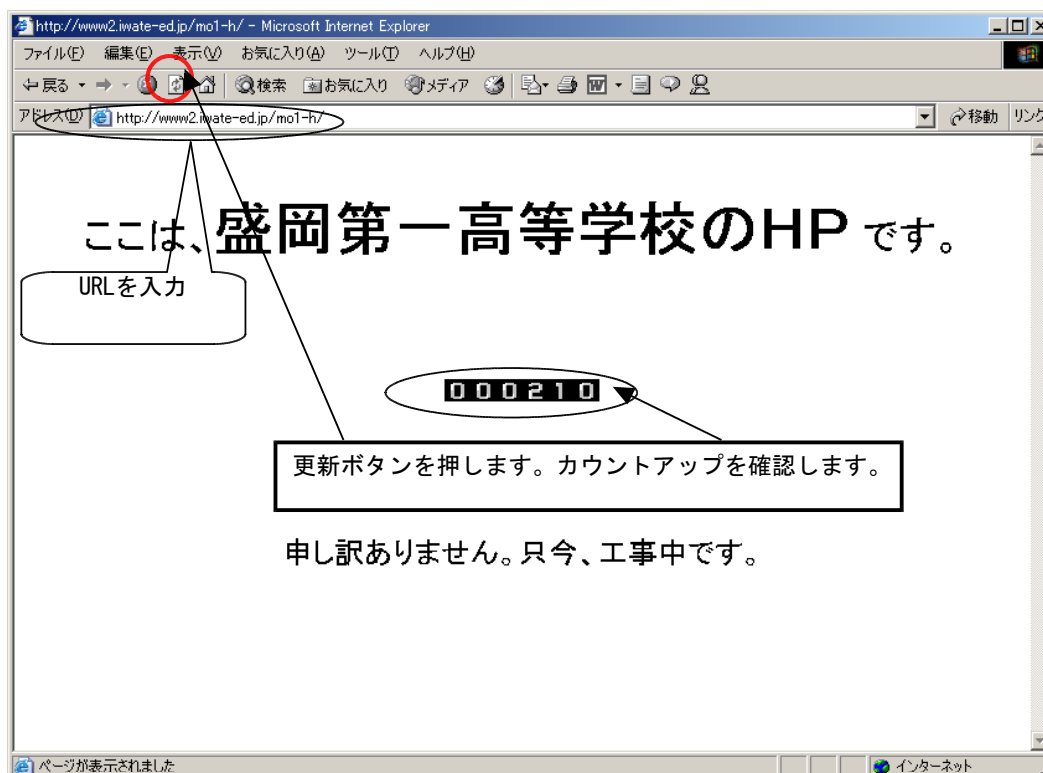 http://www2.iwate-ed.jp/mo1-h/ - Microsoft Internet Explorer
ファイル(F) 編集(E) 表示(V) お気に入り(A) ツール(T) ヘルプ(H)
戻る 検索 お気に入り メディア
アドレス(D) http://www2.iwate-ed.jp/mo1-h/ 移動 リンク
ここは、盛岡第一高等学校のHPです。
URLを入力
000210
更新ボタンを押します。カウントアップを確認します。
申し訳ありません。只今、工事中です。
ページが表示されました インターネット